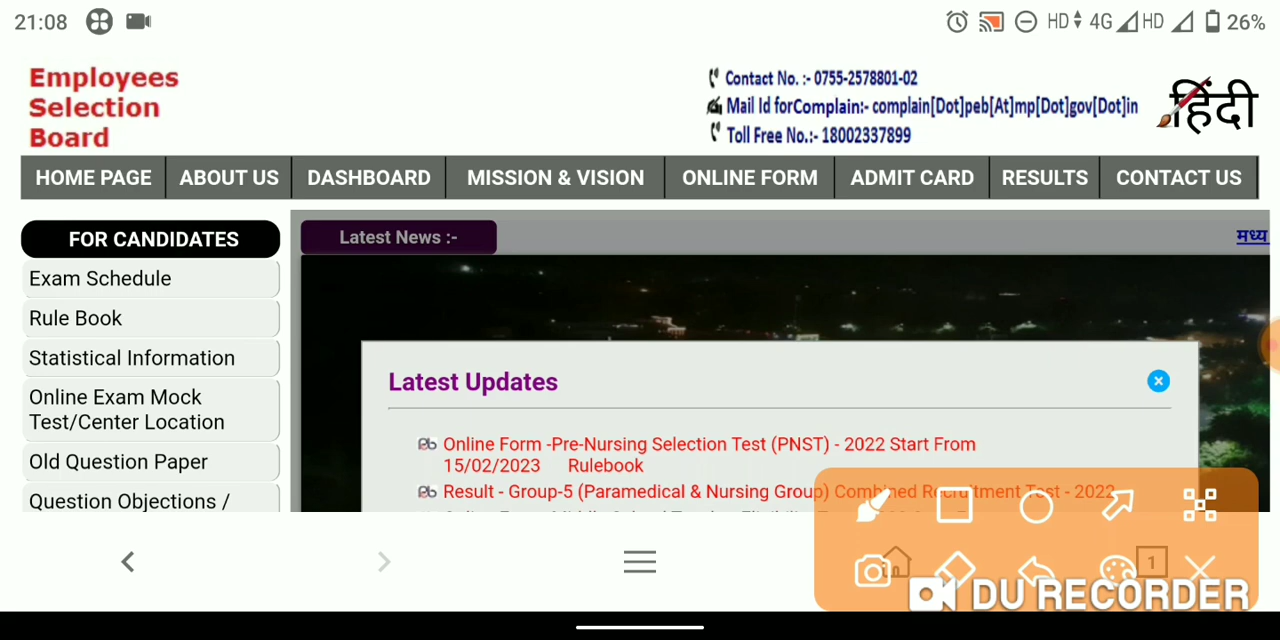 21:08
HD 4G HD 26%
Employees
Selection
Board
Contact No. :- 0755-2578801-02
Mail Id forComplain:- complain[Dot]peb[At]mp[Dot]gov[Dot]in
Toll Free No.:- 18002337899
हिंदी
HOME PAGE ABOUT US DASHBOARD MISSION & VISION ONLINE FORM ADMIT CARD RESULTS CONTACT US
FOR CANDIDATES
Latest News :-
मध्य
Exam Schedule
Rule Book
Statistical Information
Online Exam Mock
Test/Center Location
Old Question Paper
Question Objections /
Latest Updates
Online Form -Pre-Nursing Selection Test (PNST) - 2022 Start From
15/02/2023 Rulebook
Result - Group-5 (Paramedical & Nursing Group) Combined Recruitment Test - 2022
1
DU RECORDER